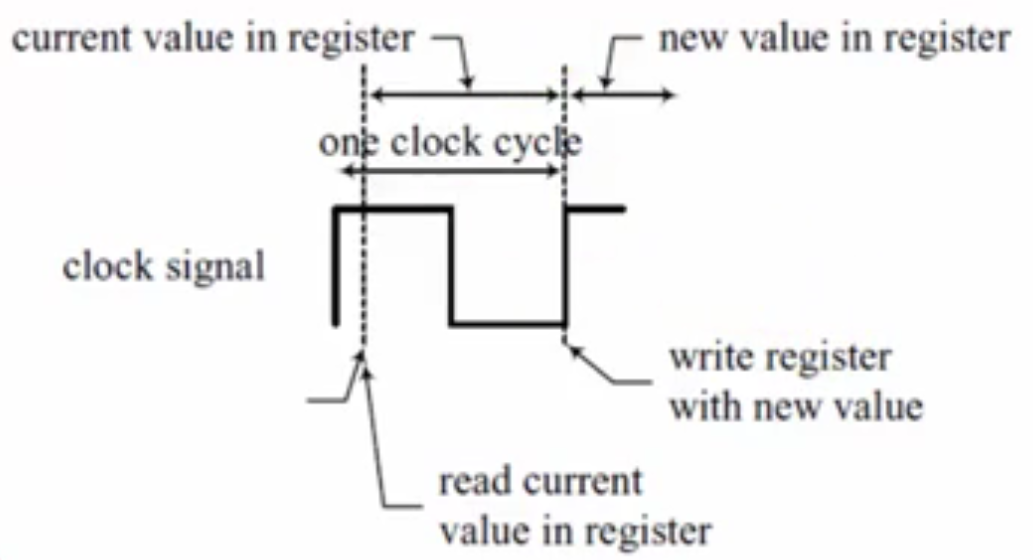 current value in register
new value in register
one clock cycle
clock signal
write register
with new value
read current
value in register